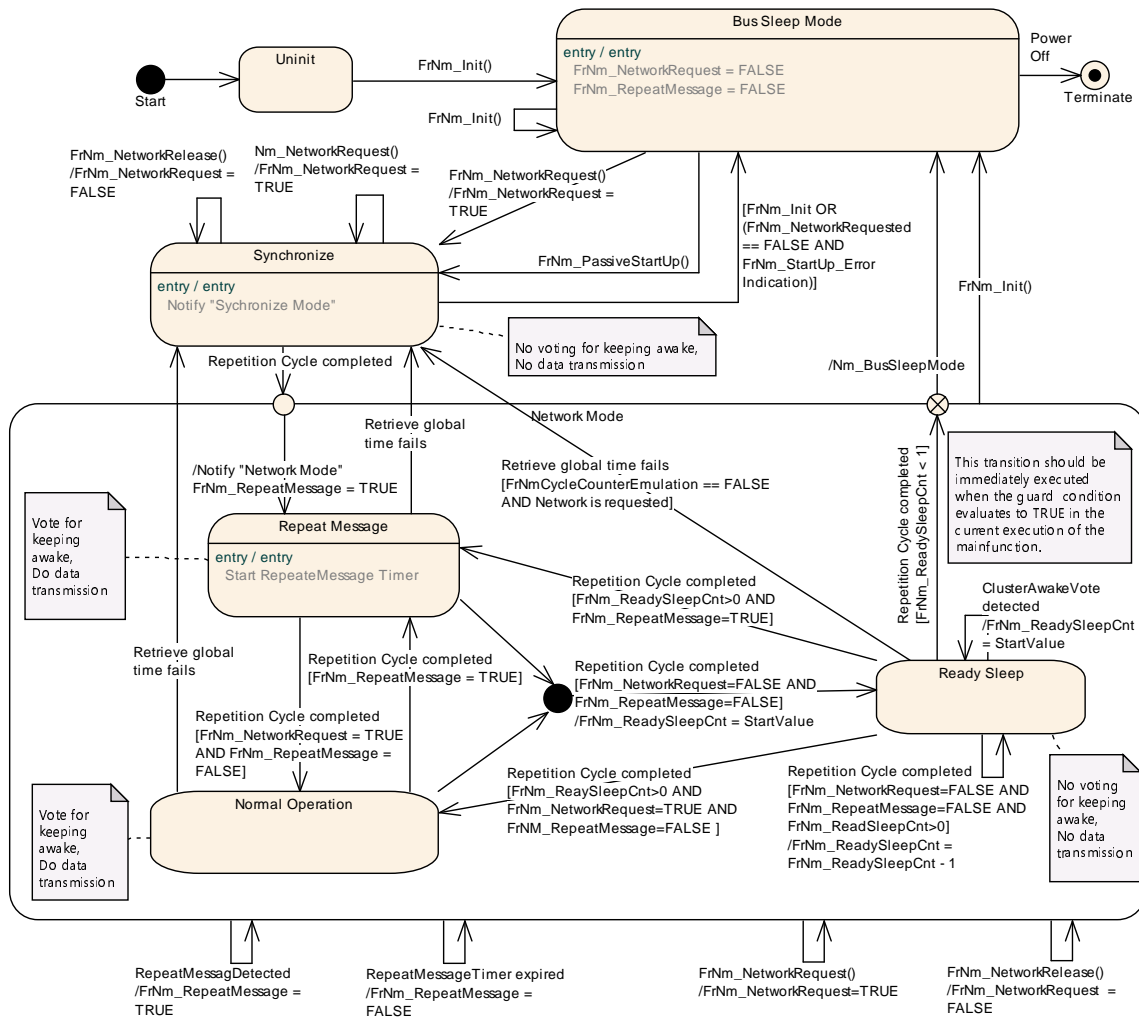 Bus Sleep Mode
entry / entry
FrNm_NetworkRequest = FALSE
FrNm_RepeatMessage = FALSE
Power
Off
Terminate
Uninit
Start
FrNm_Init()
FrNm_Init()
FrNm_NetworkRelease()
/FrNm_NetworkRequest =
FALSE
Nm_NetworkRequest()
/FrNm_NetworkRequest =
TRUE
FrNm_NetworkRequest()
/FrNm_NetworkRequest =
TRUE
[FrNm_Init OR
(FrNm_NetworkRequested
== FALSE AND
FrNm_StartUp_Error
Indication)]
FrNm_PassiveStartUp()
FrNm_Init()
Synchronize
entry / entry
Notify "Sychronize Mode"
No voting for keeping awake,
No data transmission
/Nm_BusSleepMode
Repetition Cycle completed
Retrieve global
time fails
Network Mode
Retrieve global time fails
[FrNmCycleCounterEmulation == FALSE
AND Network is requested]
Repetition Cycle completed
[FrNm_ReadySleepCnt < 1]
This transition should be
immediately executed
when the guard condition
evaluates to TRUE in the
current execution of the
mainfunction.
/Notify "Network Mode"
FrNm_RepeatMessage = TRUE
Vote for
keeping
awake,
Do data
transmission
Repeat Message
entry / entry
Start RepeateMessage Timer
Repetition Cycle completed
[FrNm_ReadySleepCnt>0 AND
FrNm_RepeatMessage=TRUE]
ClusterAwakeVote
detected
/FrNm_ReadySleepCnt
= StartValue
Retrieve global
time fails
Repetition Cycle completed
[FrNm_RepeatMessage = TRUE]
Repetition Cycle completed
[FrNm_NetworkRequest=FALSE AND
FrNm_RepeatMessage=FALSE]
/FrNm_ReadySleepCnt = StartValue
Ready Sleep
Repetition Cycle completed
[FrNm_NetworkRequest = TRUE
AND FrNm_RepeatMessage =
FALSE]
Repetition Cycle completed
[FrNm_ReaySleepCnt>0 AND
FrNm_NetworkRequest=TRUE AND
FrNM_RepeatMessage=FALSE ]
Repetition Cycle completed
[FrNm_NetworkRequest=FALSE AND
FrNm_RepeatMessage=FALSE AND
FrNm_ReadSleepCnt>0]
/FrNm_ReadySleepCnt =
FrNm_ReadySleepCnt - 1
No voting
for keeping
awake,
No data
transmission
Vote for
keeping
awake,
Do data
transmission
Normal Operation
RepeatMessagDetected
/FrNm_RepeatMessage =
TRUE
RepeatMessageTimer expired
/FrNm_RepeatMessage =
FALSE
FrNm_NetworkRequest()
/FrNm_NetworkRequest=TRUE
FrNm_NetworkRelease()
/FrNm_NetworkRequest =
FALSE